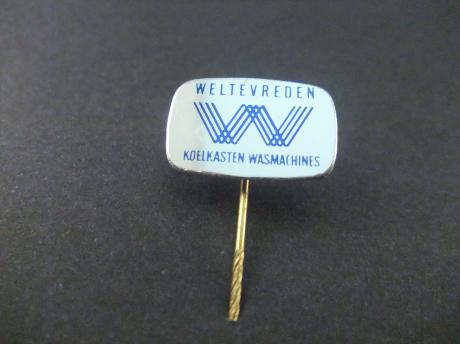 WELTEVREDEN
W
KOELKASTEN WASMACHINES